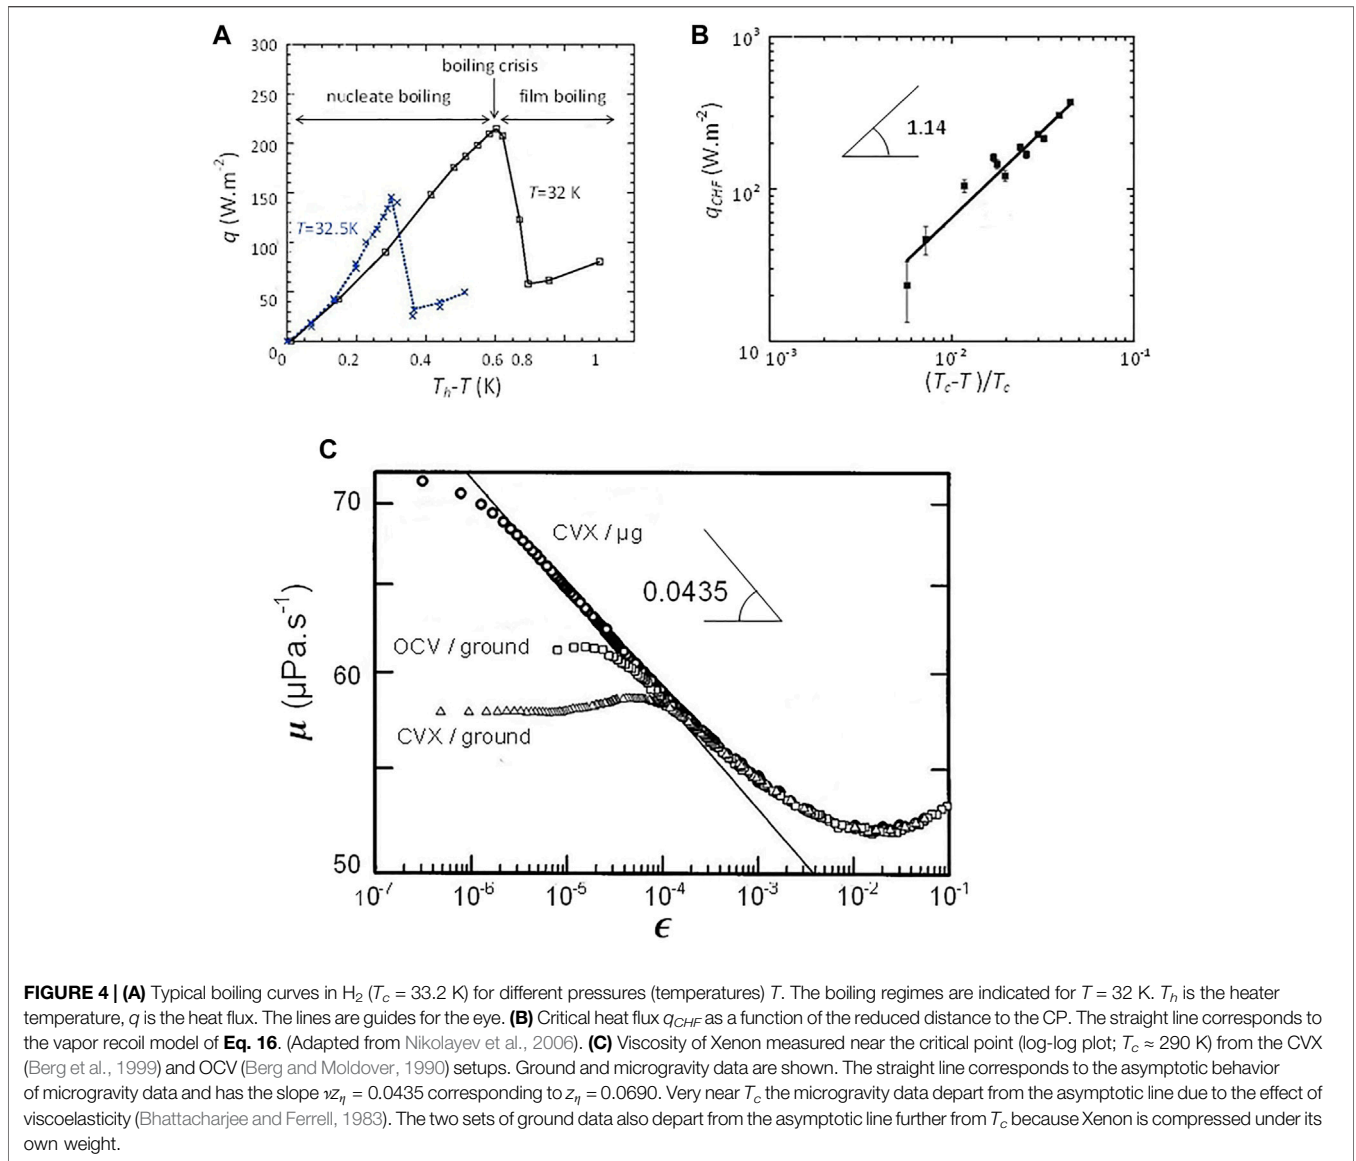 A
300
250
200
150
100
50
0
q (W.m⁻²)
boiling crisis
nucleate boiling
film boiling
T=32 K
T=32.5K
0 0.2 0.4 0.6 0.8 1
Tₕ-T (K)
B
10³
10²
10
q_CHF (W.m⁻²)
1.14
10⁻³ 10⁻² 10⁻¹
(T_c-T)/T_c
C
70
60
50
μ (μPa.s⁻¹)
CVX / μg
0.0435
OCV / ground
CVX / ground
10⁻⁷ 10⁻⁶ 10⁻⁵ 10⁻⁴ 10⁻³ 10⁻² 10⁻¹
ϵ
FIGURE 4 | (A) Typical boiling curves in H₂ (T_c = 33.2 K) for different pressures (temperatures) T. The boiling regimes are indicated for T = 32 K. Tₕ is the heater
temperature, q is the heat flux. The lines are guides for the eye. (B) Critical heat flux q_CHF as a function of the reduced distance to the CP. The straight line corresponds to
the vapor recoil model of Eq. 16. (Adapted from Nikolayev et al., 2006). (C) Viscosity of Xenon measured near the critical point (log-log plot; T_c ≈ 290 K) from the CVX
(Berg et al., 1999) and OCV (Berg and Moldover, 1990) setups. Ground and microgravity data are shown. The straight line corresponds to the asymptotic behavior
of microgravity data and has the slope νz_η = 0.0435 corresponding to z_η = 0.0690. Very near T_c the microgravity data depart from the asymptotic line due to the effect of
viscoelasticity (Bhattacharjee and Ferrell, 1983). The two sets of ground data also depart from the asymptotic line further from T_c because Xenon is compressed under its
own weight.